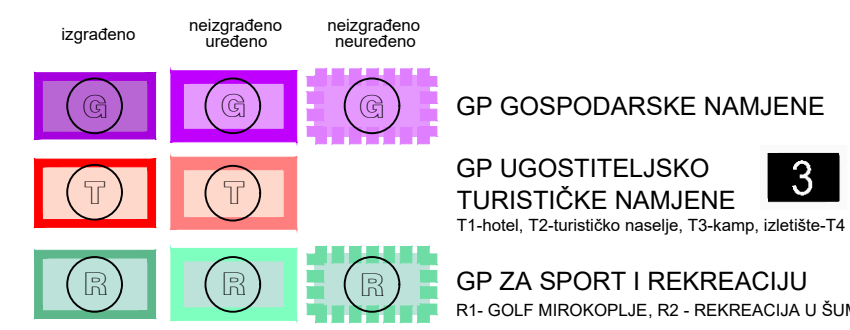 izgrađeno
neizgrađeno
uređeno
neizgrađeno
neuređeno
G G G GP GOSPODARSKE NAMJENE
T T GP UGOSTITELJSKO
TURISTIČKE NAMJENE 3
T1-hotel, T2-turističko naselje, T3-kamp, izletište-T4
R R R GP ZA SPORT I REKREACIJU
R1- GOLF MIROKOPLJE, R2 - REKREACIJA U ŠUM